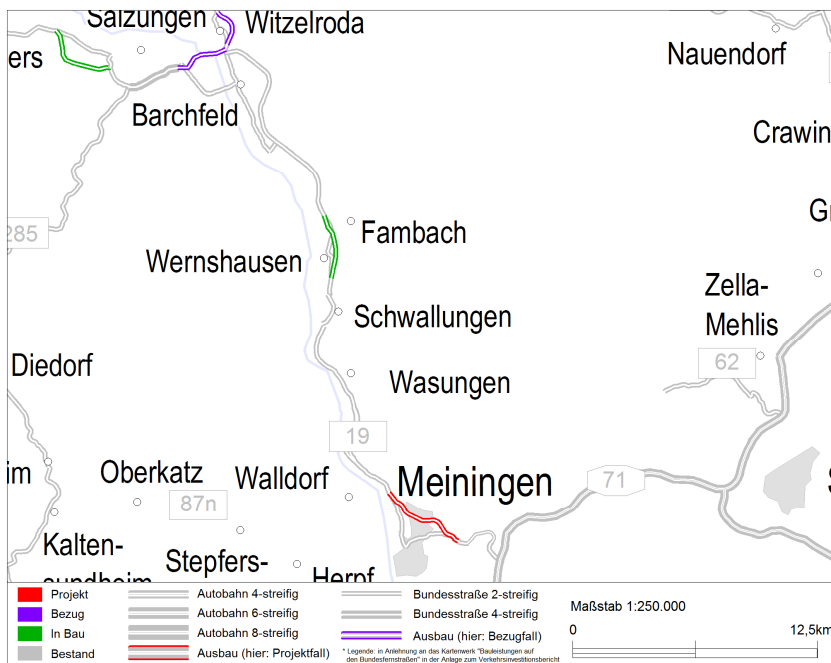 Salzungen
Witzelroda
Nauendorf
ers
Barchfeld
Crawin
285
Fambach
Gr
Wernshausen
Zella-
Mehlis
Schwallungen
62
Diedorf
Wasungen
19
im
Oberkatz
Walldorf
Meiningen
71
S
87n
Kalten-
sundheim
Stepfers-
Herpf
Projekt
Bezug
In Bau
Bestand
Autobahn 4-streifig
Autobahn 6-streifig
Autobahn 8-streifig
Ausbau (hier: Projektfall)
Bundesstraße 2-streifig
Bundesstraße 4-streifig
Ausbau (hier: Bezugfall)
* Legende: in Anlehnung an das Kartenwerk "Bauleistungen auf
den Bundesfernstraßen" in der Anlage zum Verkehrsinvestitionsbericht
Maßstab 1:250.000
0
12,5km